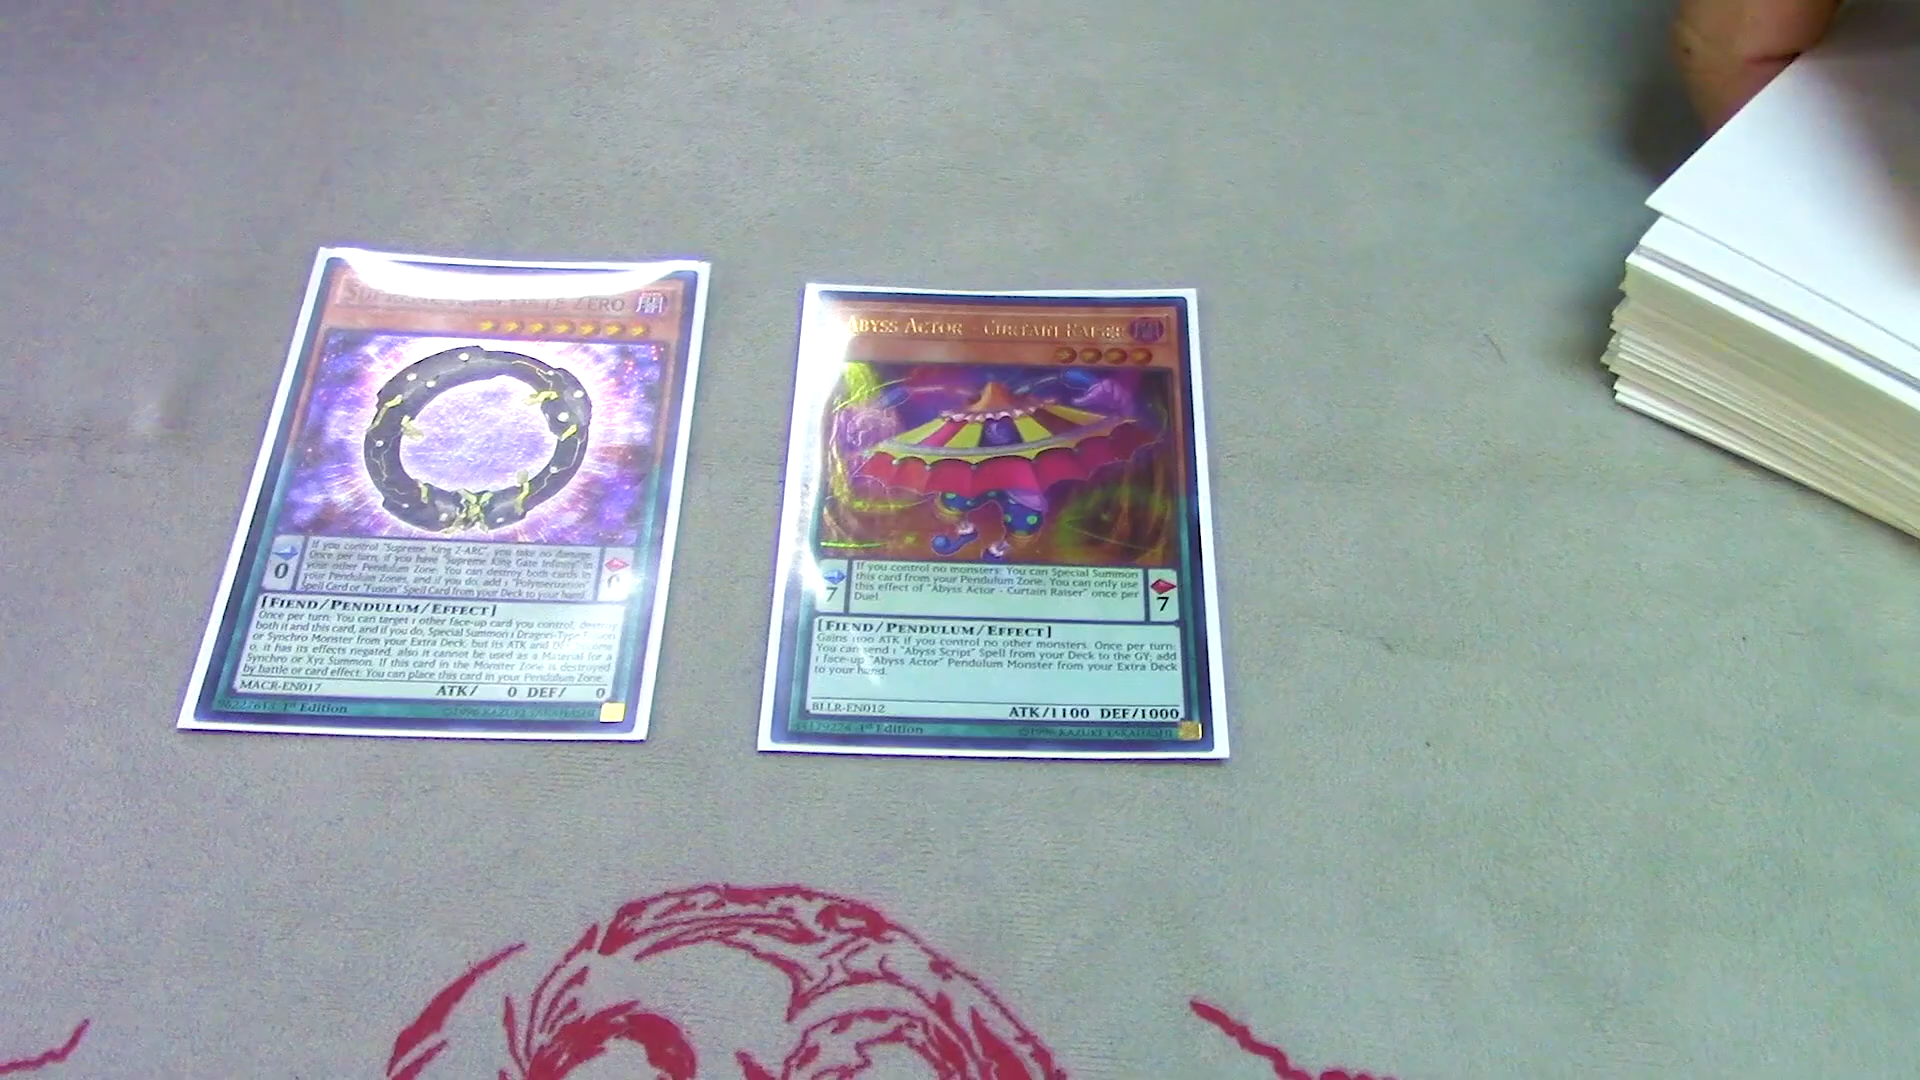 ZERO
0
0
If you control "Supreme King Z-ARC", you take no damage.
Once per turn, if you have "Supreme King Gate Infinity" in
your other Pendulum Zone: You can destroy both cards in
your Pendulum Zones, and if you do, add 1 "Polymerization"
Spell Card or "Fusion" Spell Card from your Deck to your hand.
[FIEND/PENDULUM/EFFECT]
Once per turn: You can target 1 other face-up card you control; destroy
both it and this card, and if you do, Special Summon 1 Dragon-Type Fusion
or Synchro Monster from your Extra Deck, but its ATK and DEF become
0, it has its effects negated, also it cannot be used as a Material for a
Synchro or Xyz Summon. If this card in the Monster Zone is destroyed
by battle or card effect: You can place this card in your Pendulum Zone.
MACR-EN017 ATK/ 0 DEF/ 0
1st Edition ©1996 KAZUKI TAKAHASHI
ABYSS ACTOR - CURTAIN RAISER
7
7
If you control no monsters: You can Special Summon
this card from your Pendulum Zone. You can only use
this effect of "Abyss Actor - Curtain Raiser" once per
Duel.
[FIEND/PENDULUM/EFFECT]
Gains 1100 ATK if you control no other monsters. Once per turn:
You can send 1 "Abyss Script" Spell from your Deck to the GY; add
1 face-up "Abyss Actor" Pendulum Monster from your Extra Deck
to your hand.
BLLR-EN012 ATK/1100 DEF/1000
1st Edition ©1996 KAZUKI TAKAHASHI